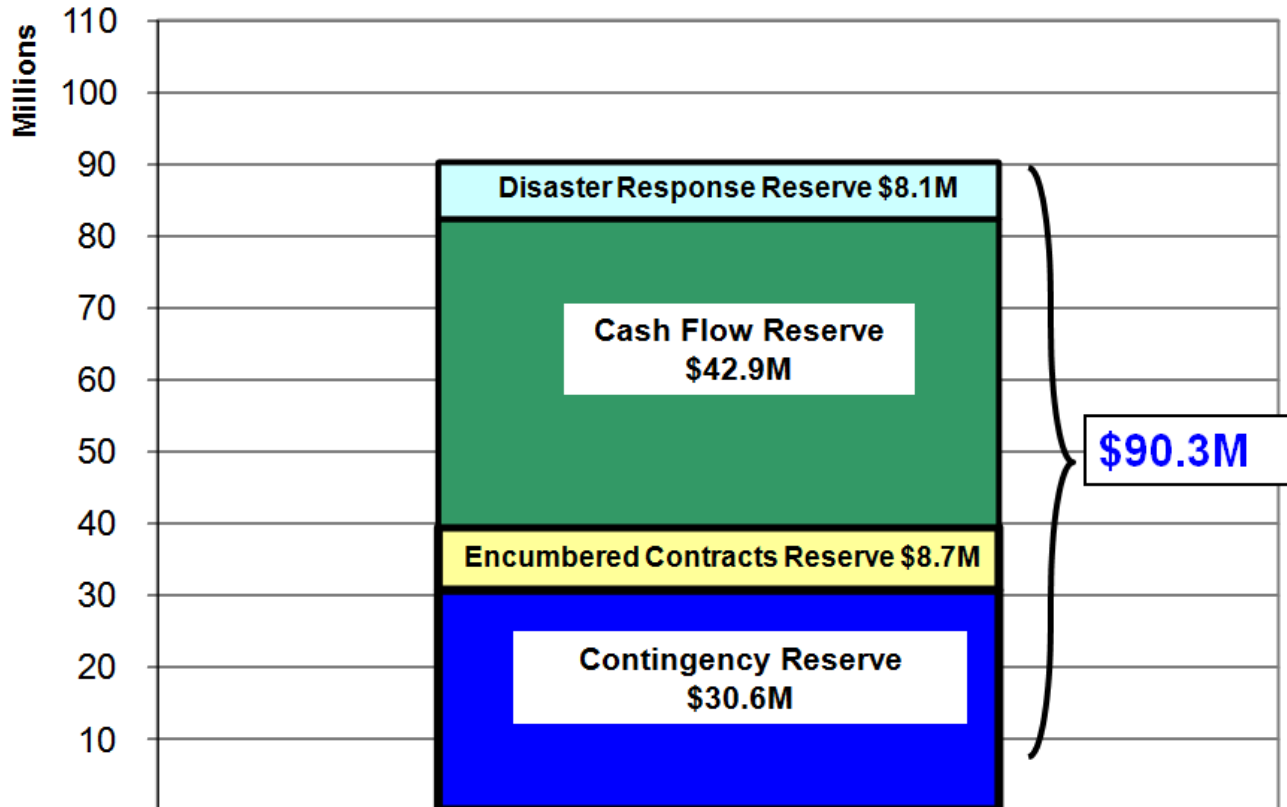 Millions
110
100
90
80
70
60
50
40
30
20
10
Disaster Response Reserve $8.1M
Cash Flow Reserve
$42.9M
Encumbered Contracts Reserve $8.7M
Contingency Reserve
$30.6M
$90.3M